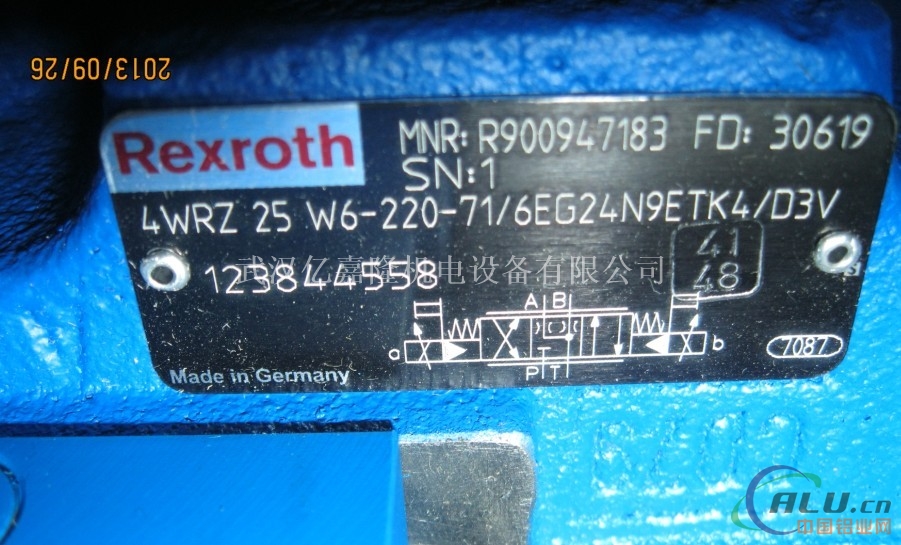 2013/09/26
Rexroth
MNR: R900947183 FD: 30619
SN:1
4WRZ 25 W6-220-71/6EG24N9ETK4/D3V
41
48
123844558
武汉亿嘉隆机电设备有限公司
A B
a
T
b
P T
7087
Made in Germany
ALU.cn
中国铝业网